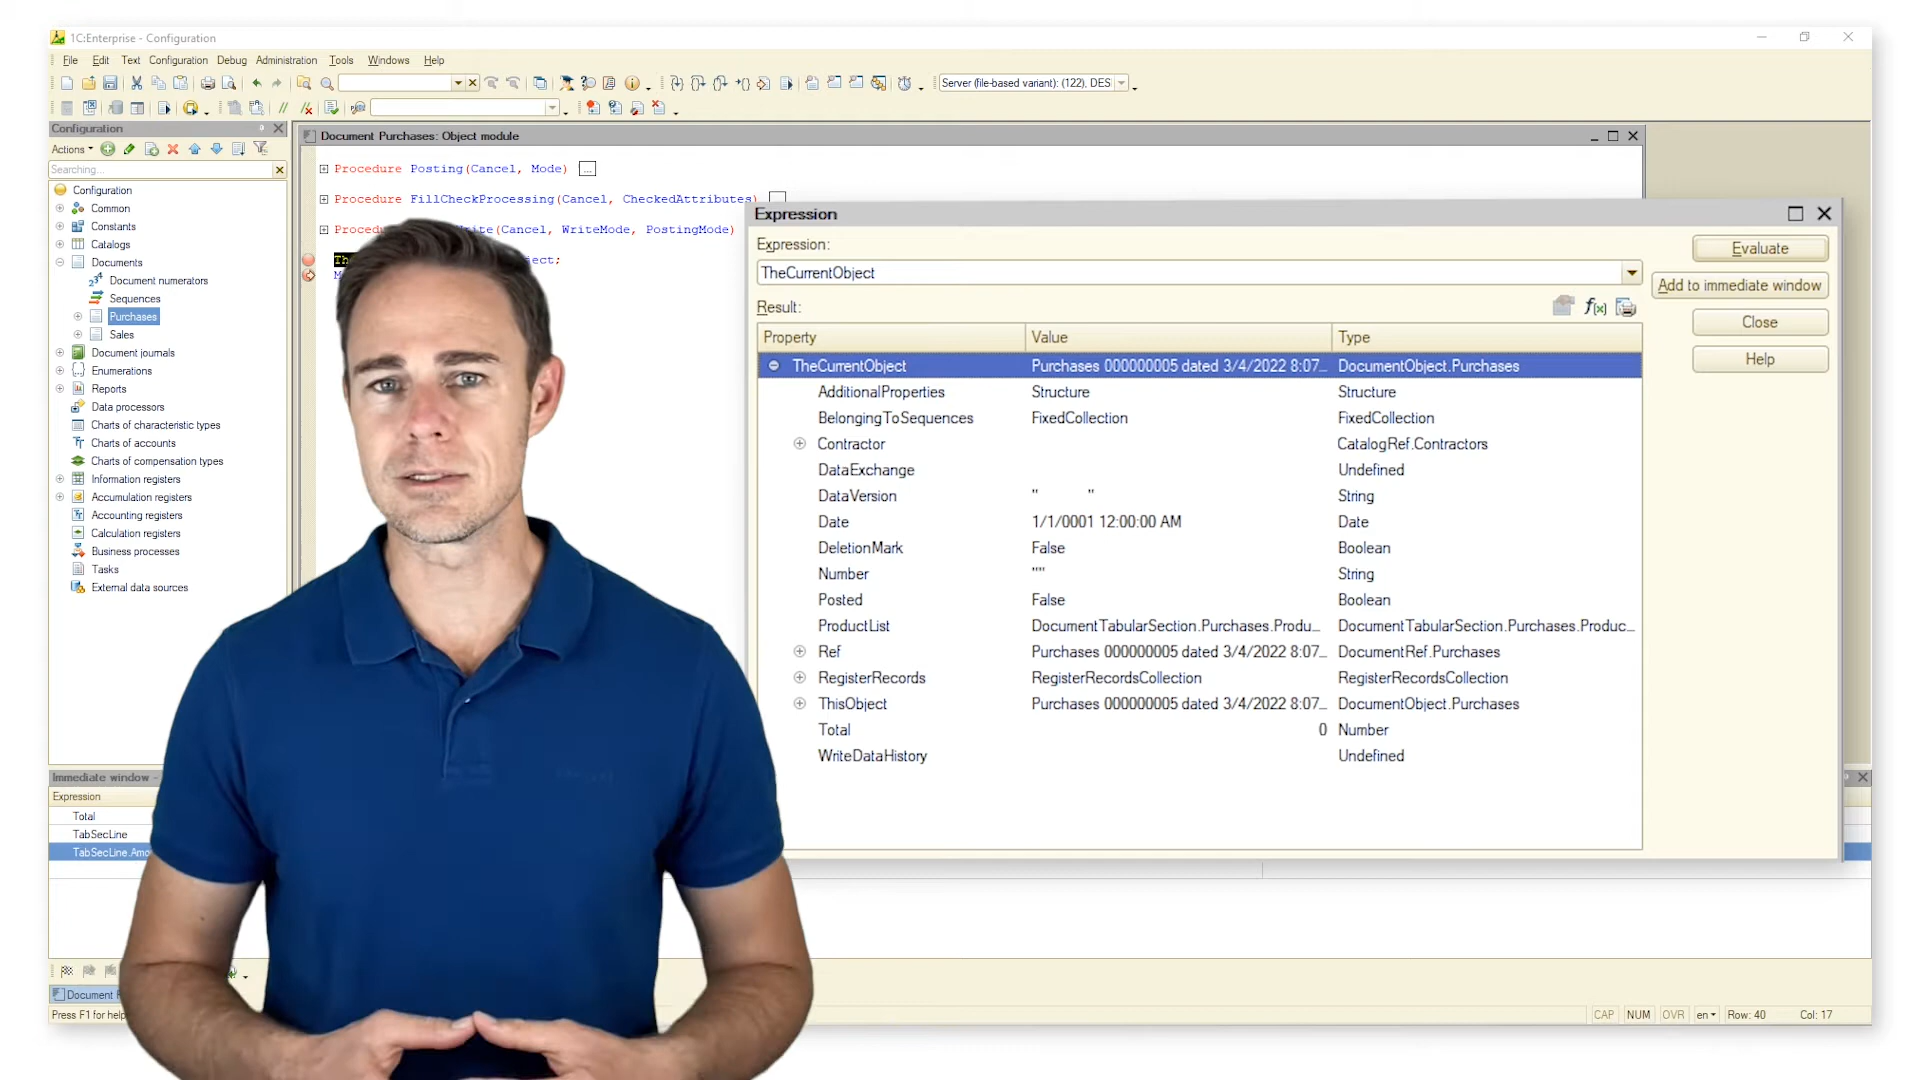 1C:Enterprise - Configuration
File Edit Text Configuration Debug Administration Tools Windows Help
Server (file-based variant): (122), DES
Configuration
Actions
Searching...
Configuration
Common
Constants
Catalogs
Documents
Document numerators
Sequences
Purchases
Sales
Document journals
Enumerations
Reports
Data processors
Charts of characteristic types
Charts of accounts
Charts of compensation types
Information registers
Accumulation registers
Accounting registers
Calculation registers
Business processes
Tasks
External data sources
Document Purchases: Object module
Procedure Posting(Cancel, Mode) ...
Procedure FillCheckProcessing(Cancel, CheckedAttributes)
(Cancel, WriteMode, PostingMode)
Expression
Expression:
TheCurrentObject
Evaluate
Add to immediate window
Close
Help
Result:
Property Value Type
TheCurrentObject Purchases 000000005 dated 3/4/2022 8:07... DocumentObject.Purchases
AdditionalProperties Structure Structure
BelongingToSequences FixedCollection FixedCollection
Contractor CatalogRef.Contractors
DataExchange Undefined
DataVersion " " String
Date 1/1/0001 12:00:00 AM Date
DeletionMark False Boolean
Number "" String
Posted False Boolean
ProductList DocumentTabularSection.Purchases.Produ... DocumentTabularSection.Purchases.Produc...
Ref Purchases 000000005 dated 3/4/2022 8:07... DocumentRef.Purchases
RegisterRecords RegisterRecordsCollection RegisterRecordsCollection
ThisObject Purchases 000000005 dated 3/4/2022 8:07... DocumentObject.Purchases
Total 0 Number
WriteDataHistory Undefined
Immediate window -
Expression
Total
TabSecLine
TabSecLine.Amo
Document P
Press F1 for help
CAP NUM OVR en Row: 40 Col: 17